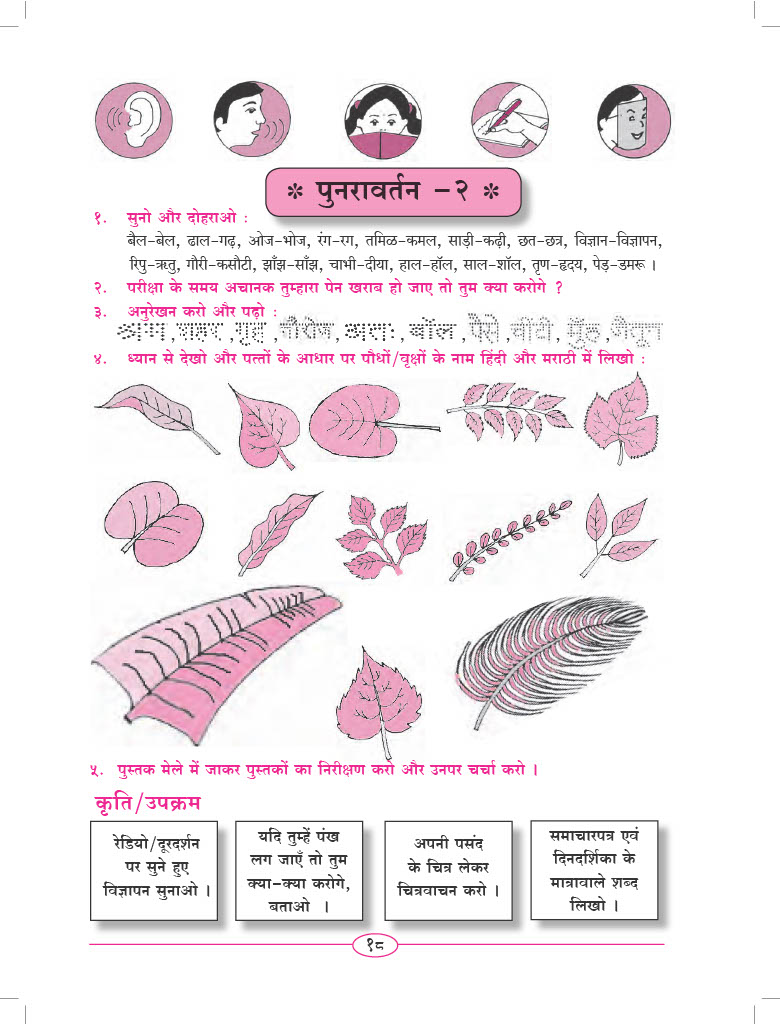 * पुनरावर्तन -२ *
१. सुनो और दोहराओ :
बैल-बेल, ढाल-गढ़, ओज-भोज, रंग-रग, तमिळ-कमल, साड़ी-कढ़ी, छत-छत्र, विज्ञान-विज्ञापन,
रिपु-ऋतु, गौरी-कसौटी, झाँझ-साँझ, चाभी-दीया, हाल-हॉल, साल-शॉल, तृण-हृदय, पेड़-डमरू ।
२. परीक्षा के समय अचानक तुम्हारा पेन खराब हो जाए तो तुम क्या करोगे ?
३. अनुरेखन करो और पढ़ो :
शहर, गृह, नीरोज, अतः, बॉल, पैसे, चींटी
४. ध्यान से देखो और पत्तों के आधार पर पौधों/वृक्षों के नाम हिंदी और मराठी में लिखो :
५. पुस्तक मेले में जाकर पुस्तकों का निरीक्षण करो और उनपर चर्चा करो ।
कृति/उपक्रम
रेडियो/दूरदर्शन
पर सुने हुए
विज्ञापन सुनाओ ।
यदि तुम्हें पंख
लग जाएँ तो तुम
क्या-क्या करोगे,
बताओ ।
अपनी पसंद
के चित्र लेकर
चित्रवाचन करो ।
समाचारपत्र एवं
दिनदर्शिका के
मात्रावाले शब्द
लिखो ।
१८